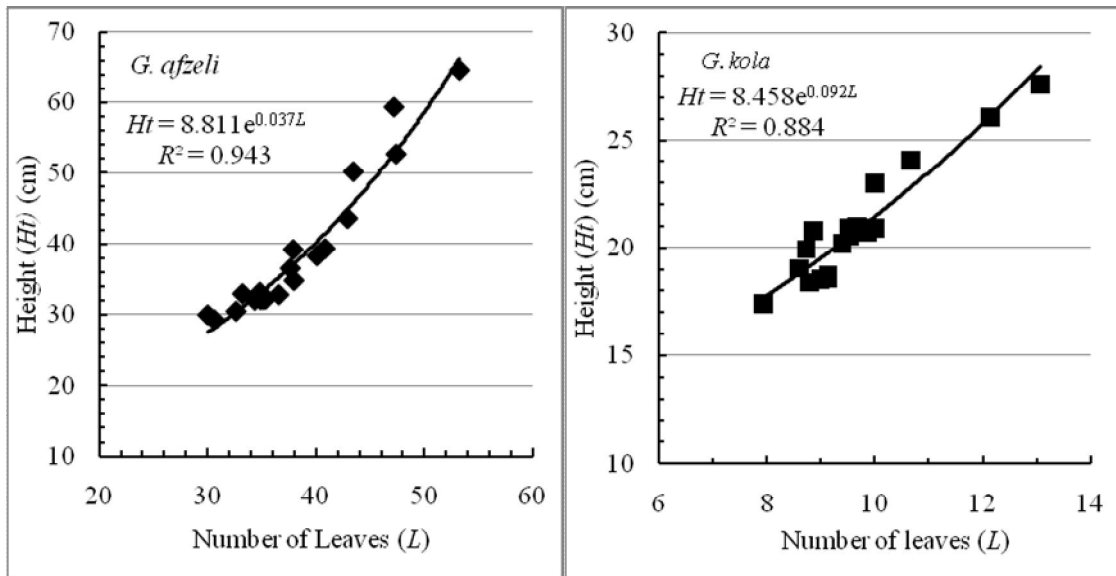 70
60
50
40
30
20
10
Height (Ht) (cm)
G. afzeli
Ht = 8.811e^0.037L
R² = 0.943
20 30 40 50 60
Number of Leaves (L)
30
25
20
15
10
Height (Ht) (cm)
G. kola
Ht = 8.458e^0.092L
R² = 0.884
6 8 10 12 14
Number of leaves (L)